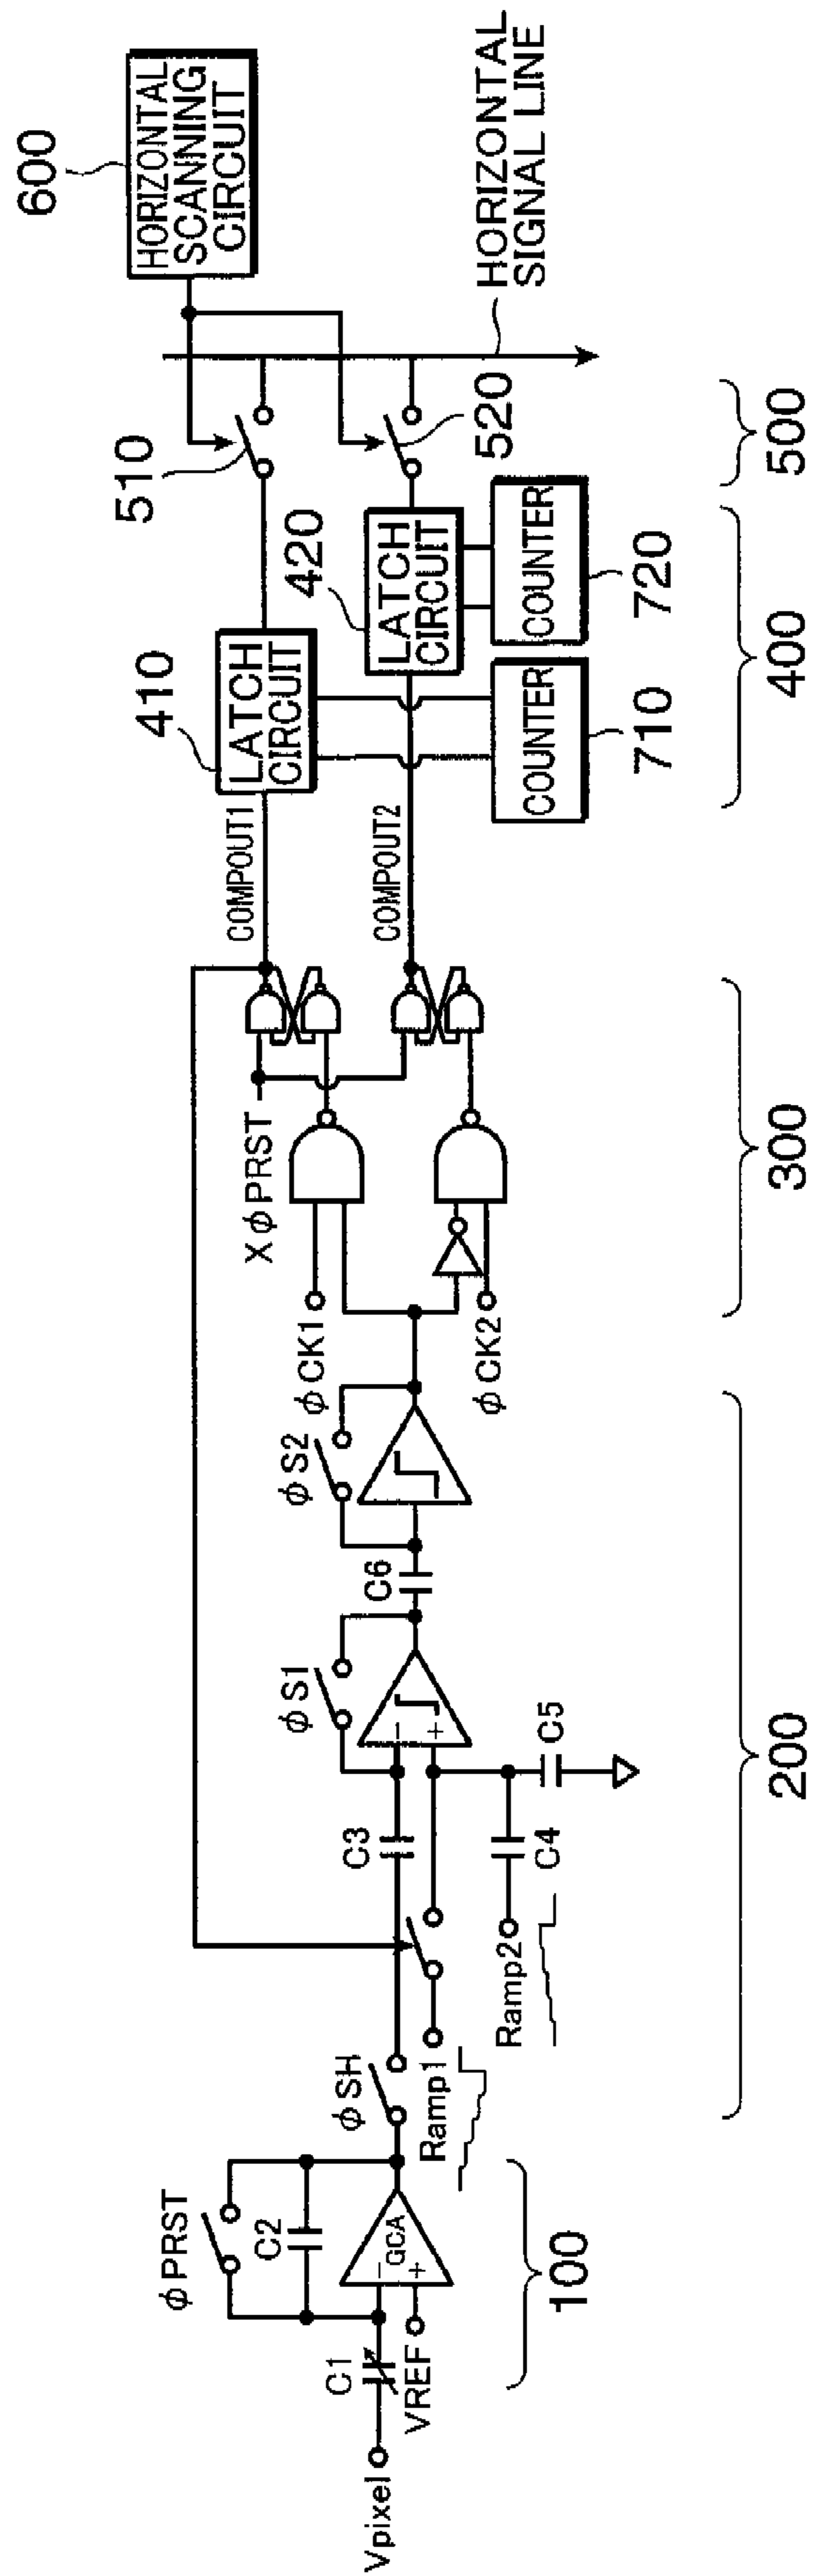 Vpixel
C1
VREF
φPRST
C2
GCA
−
+
100
φSH
Ramp1
Ramp2
C3
C4
C5
φS1
−
+
C6
φS2
200
φCK1
φCK2
XφPRST
300
COMPOUT1
COMPOUT2
410
LATCH
CIRCUIT
420
LATCH
CIRCUIT
COUNTER
710
COUNTER
720
400
510
520
500
600
HORIZONTAL
SCANNING
CIRCUIT
HORIZONTAL
SIGNAL LINE